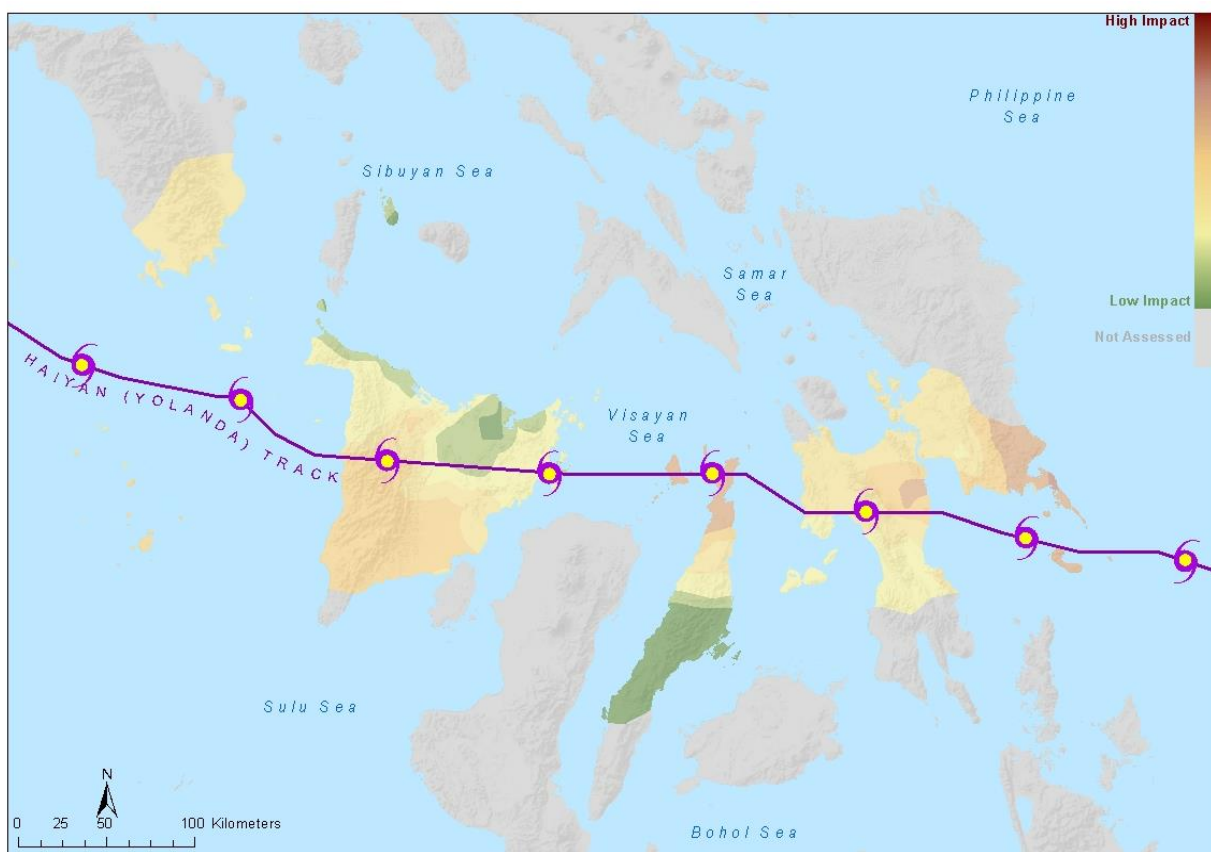 High Impact
Philippine
Sea
Sibuyan Sea
Samar
Sea
Low Impact
Not Assessed
HAIYAN (YOLANDA) TRACK
Visayan
Sea
Sulu Sea
N
0 25 50 100 Kilometers
Bohol Sea